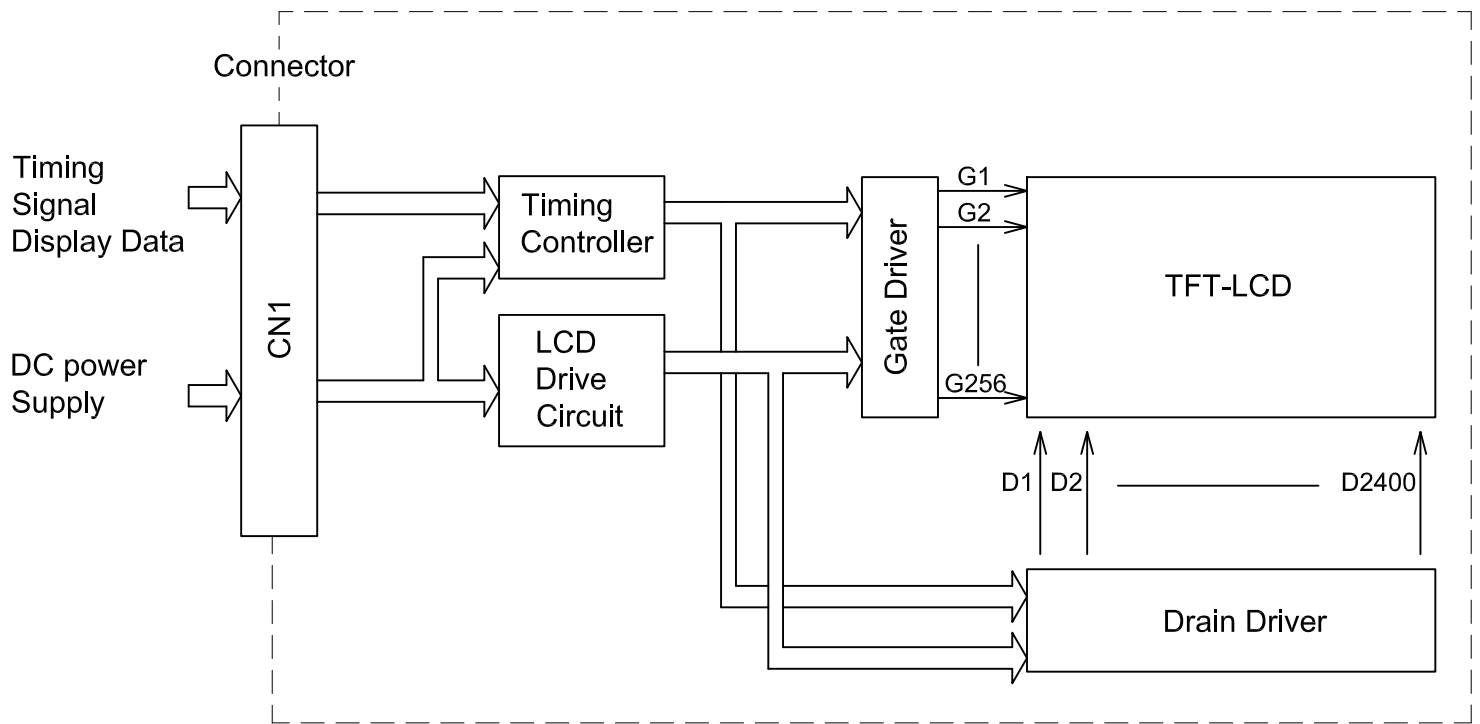 Connector
Timing
Signal
Display Data
DC power
Supply
CN1
Timing
Controller
LCD
Drive
Circuit
Gate Driver
G1
G2
G256
TFT-LCD
D1
D2
D2400
Drain Driver